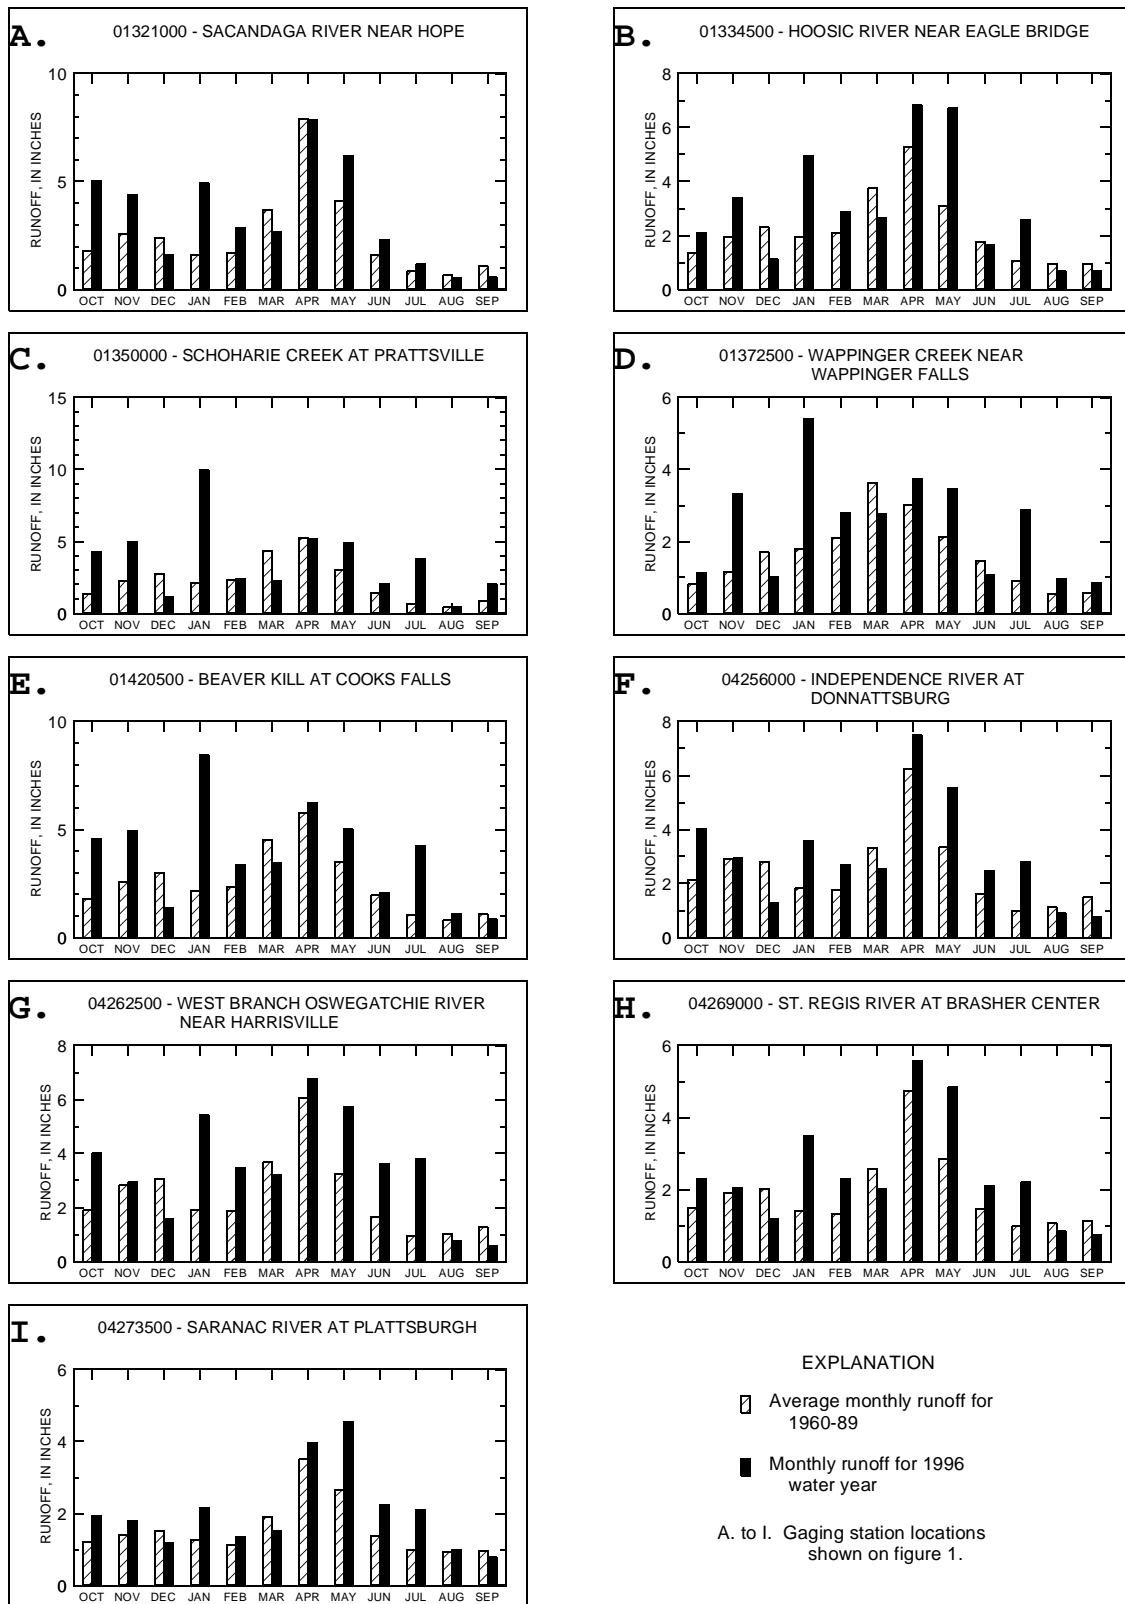 A. 01321000 - SACANDAGA RIVER NEAR HOPE
RUNOFF, IN INCHES
10
5
0
OCT NOV DEC JAN FEB MAR APR MAY JUN JUL AUG SEP
B. 01334500 - HOOSIC RIVER NEAR EAGLE BRIDGE
RUNOFF, IN INCHES
8
6
4
2
0
OCT NOV DEC JAN FEB MAR APR MAY JUN JUL AUG SEP
C. 01350000 - SCHOHARIE CREEK AT PRATTSVILLE
RUNOFF, IN INCHES
15
10
5
0
OCT NOV DEC JAN FEB MAR APR MAY JUN JUL AUG SEP
D. 01372500 - WAPPINGER CREEK NEAR
WAPPINGER FALLS
RUNOFF, IN INCHES
6
4
2
0
OCT NOV DEC JAN FEB MAR APR MAY JUN JUL AUG SEP
E. 01420500 - BEAVER KILL AT COOKS FALLS
RUNOFF, IN INCHES
10
5
0
OCT NOV DEC JAN FEB MAR APR MAY JUN JUL AUG SEP
F. 04256000 - INDEPENDENCE RIVER AT
DONNATTSBURG
RUNOFF, IN INCHES
8
6
4
2
0
OCT NOV DEC JAN FEB MAR APR MAY JUN JUL AUG SEP
G. 04262500 - WEST BRANCH OSWEGATCHIE RIVER
NEAR HARRISVILLE
RUNOFF, IN INCHES
8
6
4
2
0
OCT NOV DEC JAN FEB MAR APR MAY JUN JUL AUG SEP
H. 04269000 - ST. REGIS RIVER AT BRASHER CENTER
RUNOFF, IN INCHES
6
4
2
0
OCT NOV DEC JAN FEB MAR APR MAY JUN JUL AUG SEP
I. 04273500 - SARANAC RIVER AT PLATTSBURGH
RUNOFF, IN INCHES
6
4
2
0
OCT NOV DEC JAN FEB MAR APR MAY JUN JUL AUG SEP
EXPLANATION
Average monthly runoff for
1960-89
Monthly runoff for 1996
water year
A. to I. Gaging station locations
shown on figure 1.